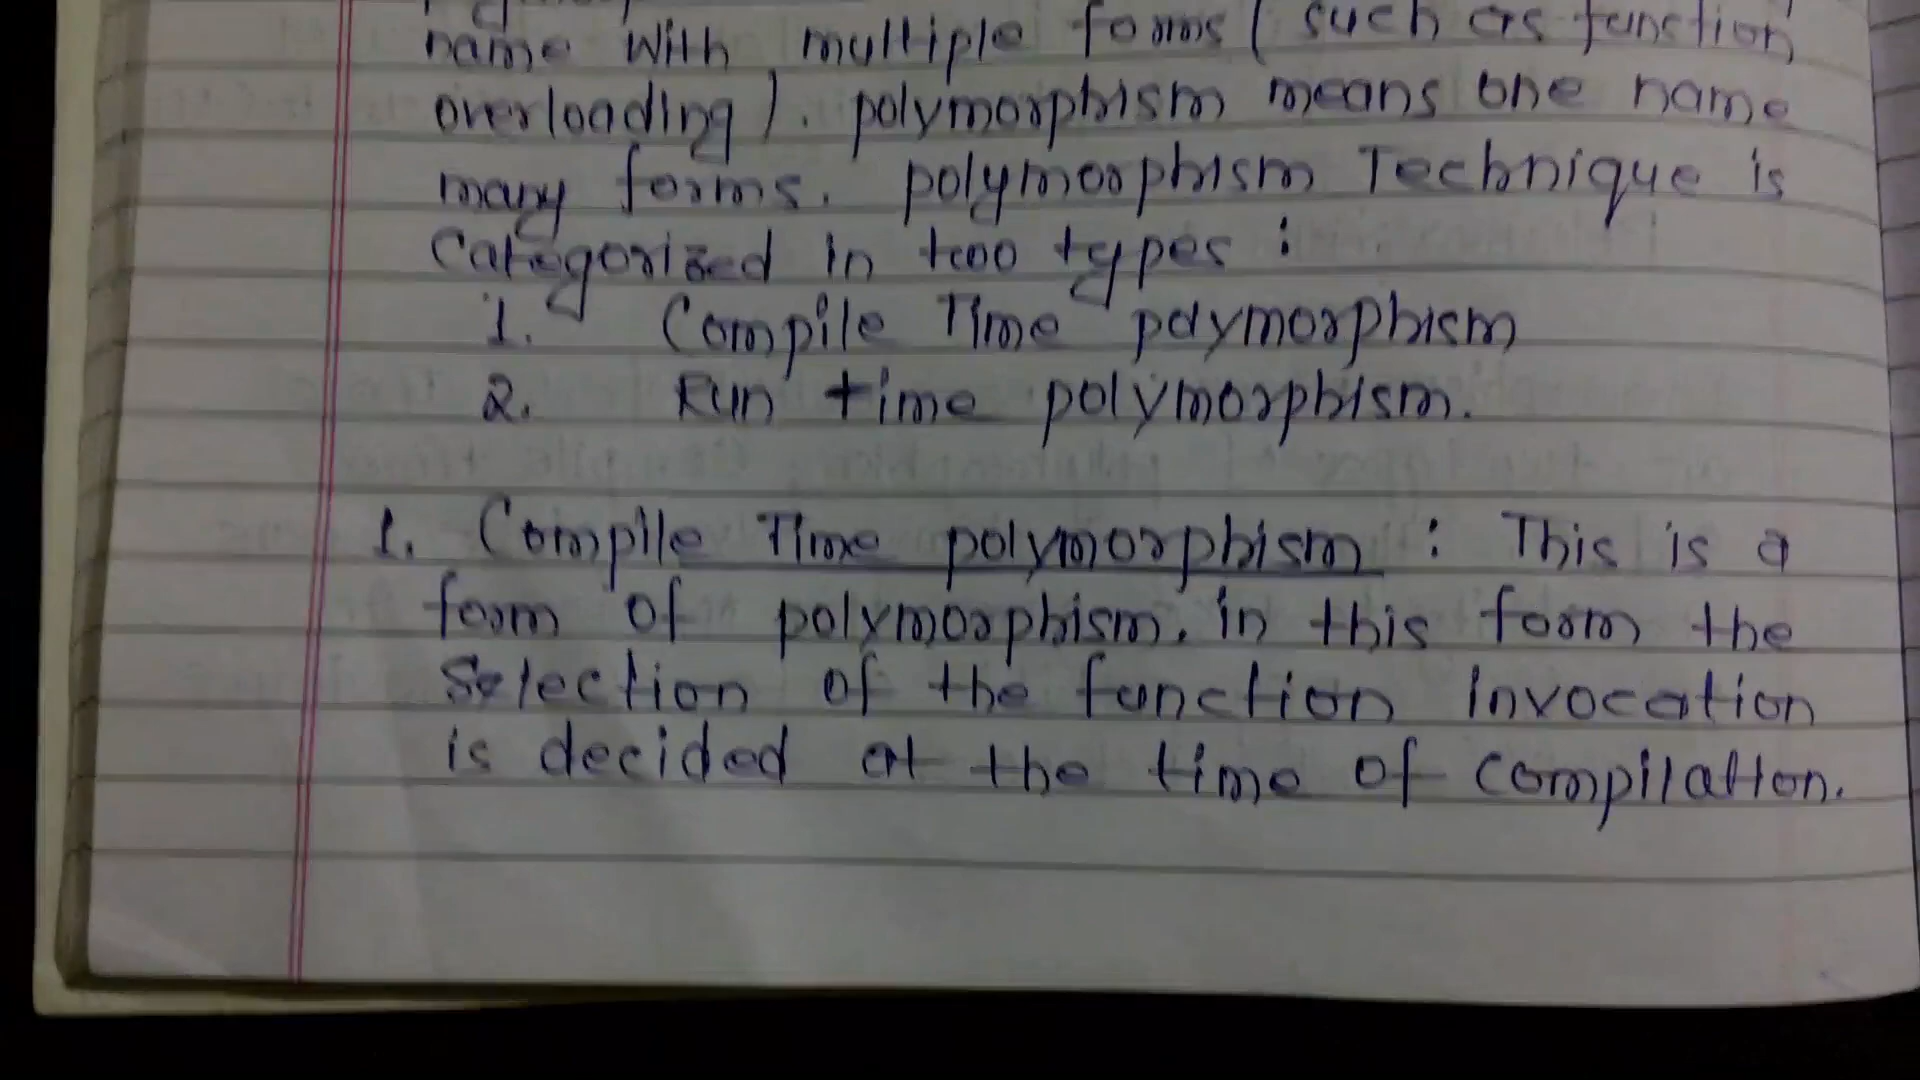 name with multiple forms ( such as function
overloading ). polymorphism means one name
many forms. polymorphism Technique is
Categorized in two types :
1. Compile Time polymorphism
2. Run time polymorphism.
1. Compile Time polymorphism : This is a
form of polymorphism. in this form the
Selection of the function invocation
is decided at the time of compilation.